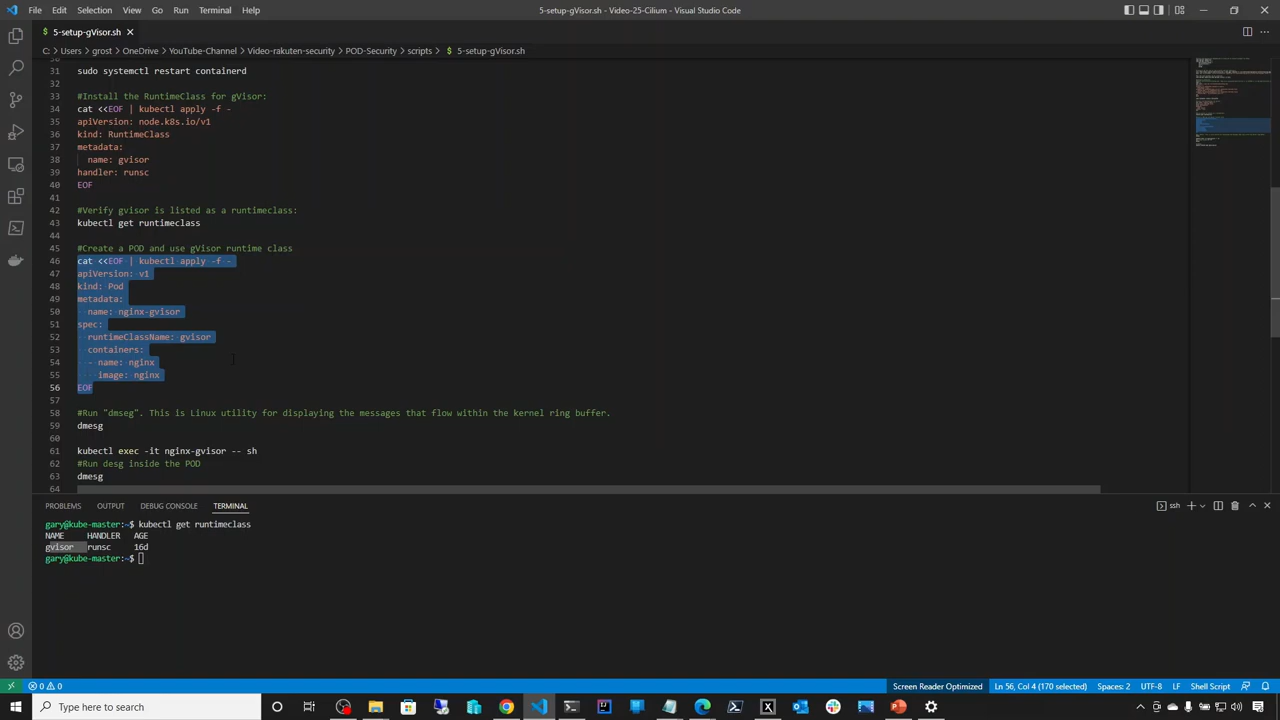 File Edit Selection View Go Run Terminal Help
5-setup-gVisor.sh - Video-25-Cilium - Visual Studio Code
$ 5-setup-gVisor.sh
C: > Users > grost > OneDrive > YouTube-Channel > Video-rakuten-security > POD-Security > scripts > $ 5-setup-gVisor.sh
30
31 sudo systemctl restart containerd
32
33 #Install the RuntimeClass for gVisor:
34 cat <<EOF | kubectl apply -f -
35 apiVersion: node.k8s.io/v1
36 kind: RuntimeClass
37 metadata:
38 name: gvisor
39 handler: runsc
40 EOF
41
42 #Verify gvisor is listed as a runtimeclass:
43 kubectl get runtimeclass
44
45 #Create a POD and use gVisor runtime class
46 cat <<EOF | kubectl apply -f -
47 apiVersion: v1
48 kind: Pod
49 metadata:
50 name: nginx-gvisor
51 spec:
52 runtimeClassName: gvisor
53 containers:
54 - name: nginx
55 image: nginx
56 EOF
57
58 #Run "dmseg". This is Linux utility for displaying the messages that flow within the kernel ring buffer.
59 dmesg
60
61 kubectl exec -it nginx-gvisor -- sh
62 #Run desg inside the POD
63 dmesg
64
PROBLEMS OUTPUT DEBUG CONSOLE TERMINAL
ssh
gary@kube-master:~$ kubectl get runtimeclass
NAME HANDLER AGE
gvisor runsc 16d
gary@kube-master:~$
0 0
Screen Reader Optimized Ln 56, Col 4 (170 selected) Spaces: 2 UTF-8 LF Shell Script
Type here to search